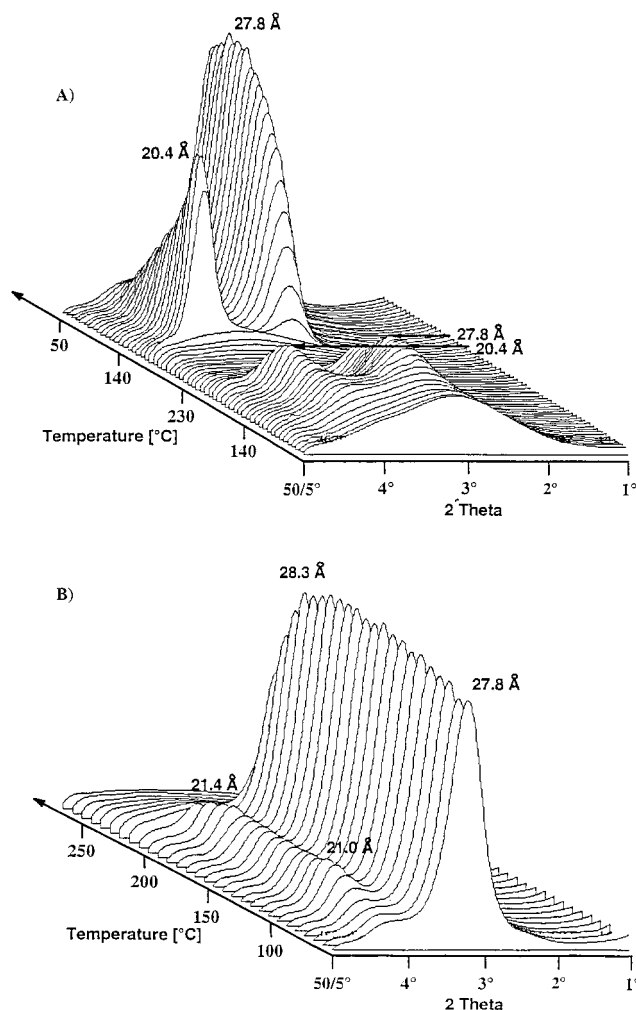 27.8 Å
A)
20.4 Å
27.8 Å
20.4 Å
50
140
230
140
Temperature [°C]
50/5° 4° 3° 2° 1°
2 Theta
28.3 Å
B)
27.8 Å
21.4 Å
21.0 Å
250
200
150
100
Temperature [°C]
50/5° 4° 3° 2° 1°
2 Theta